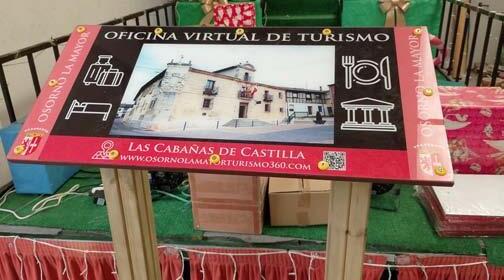 OFICINA VIRTUAL DE TURISMO
OSORNO LA MAYOR
OSORNO LA MAYOR
LAS CABAÑAS DE CASTILLA
WWW.OSORNOLAMAYORTURISMO360.COM